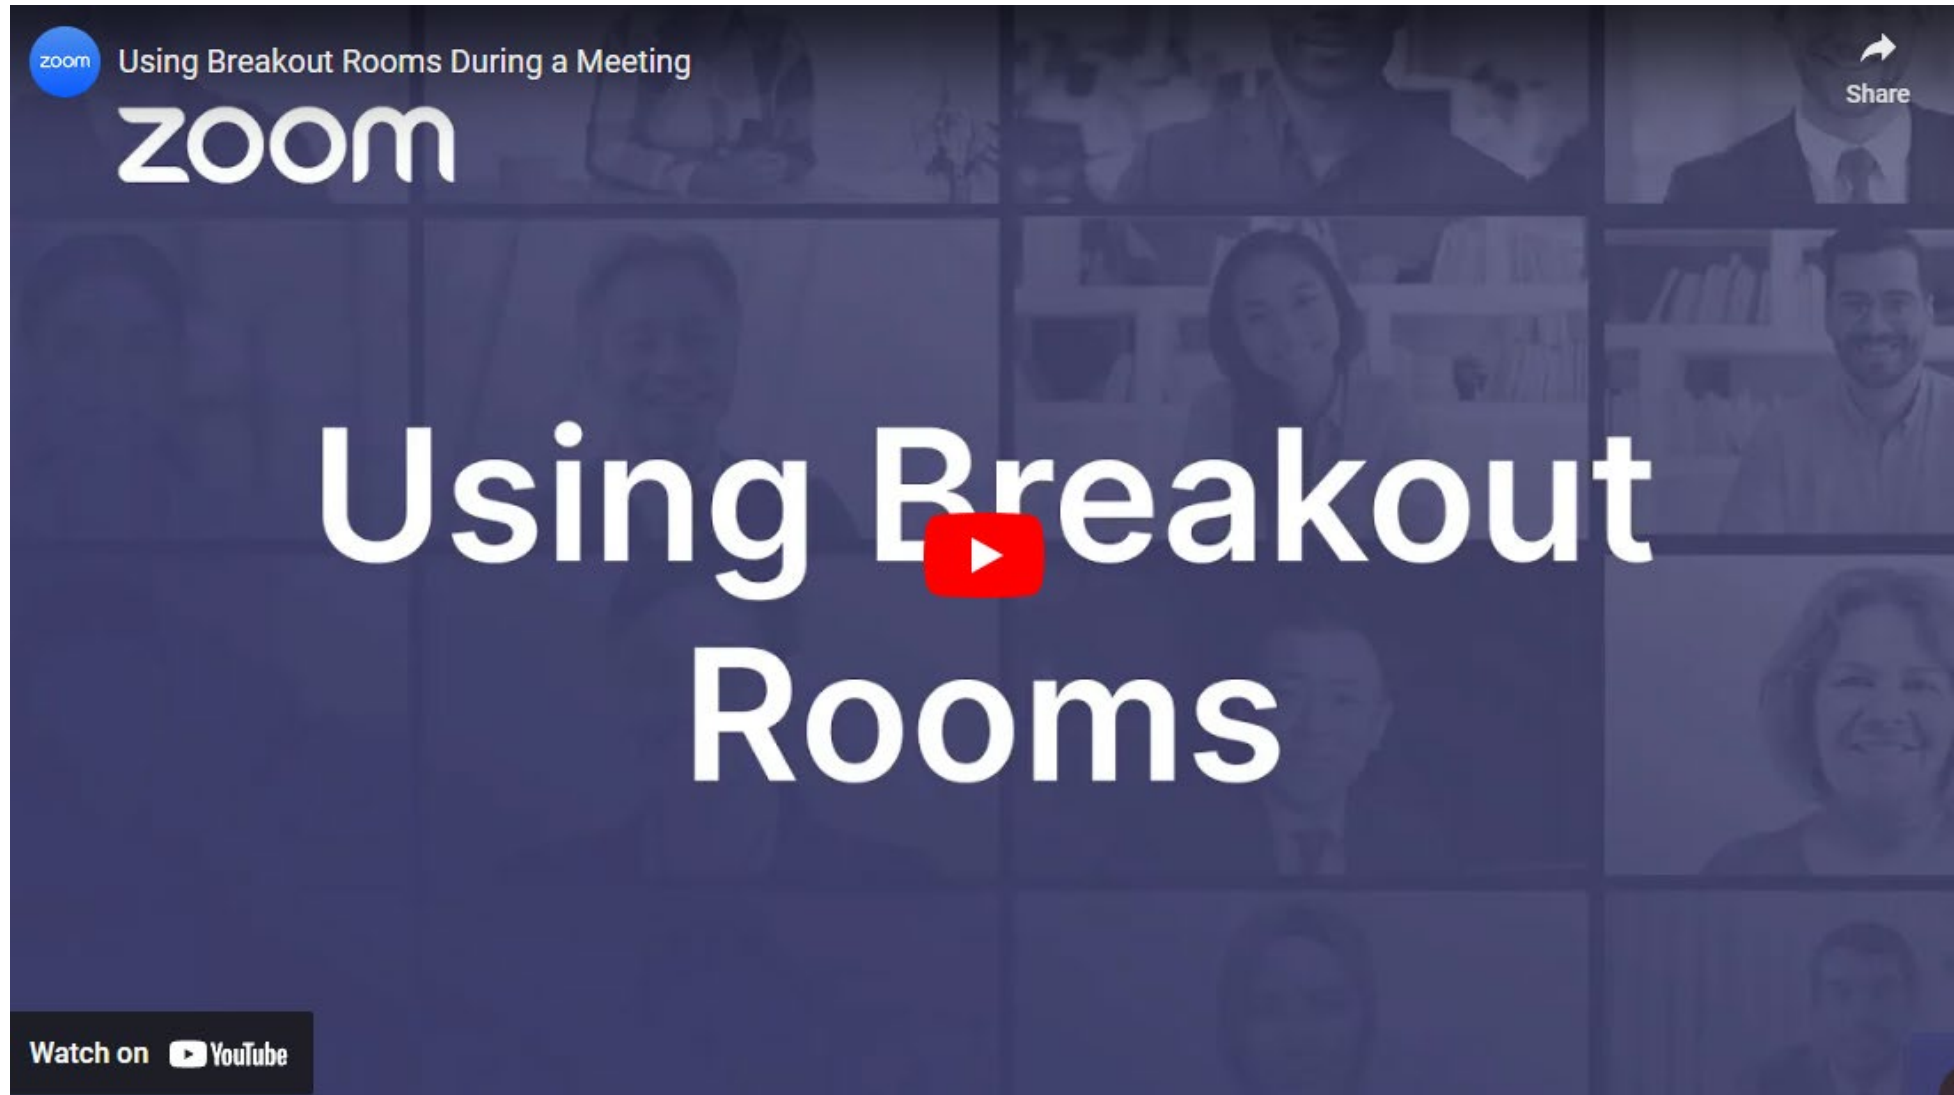 zoom
Using Breakout Rooms During a Meeting
Share
zoom
Using Breakout
Rooms
Watch on YouTube